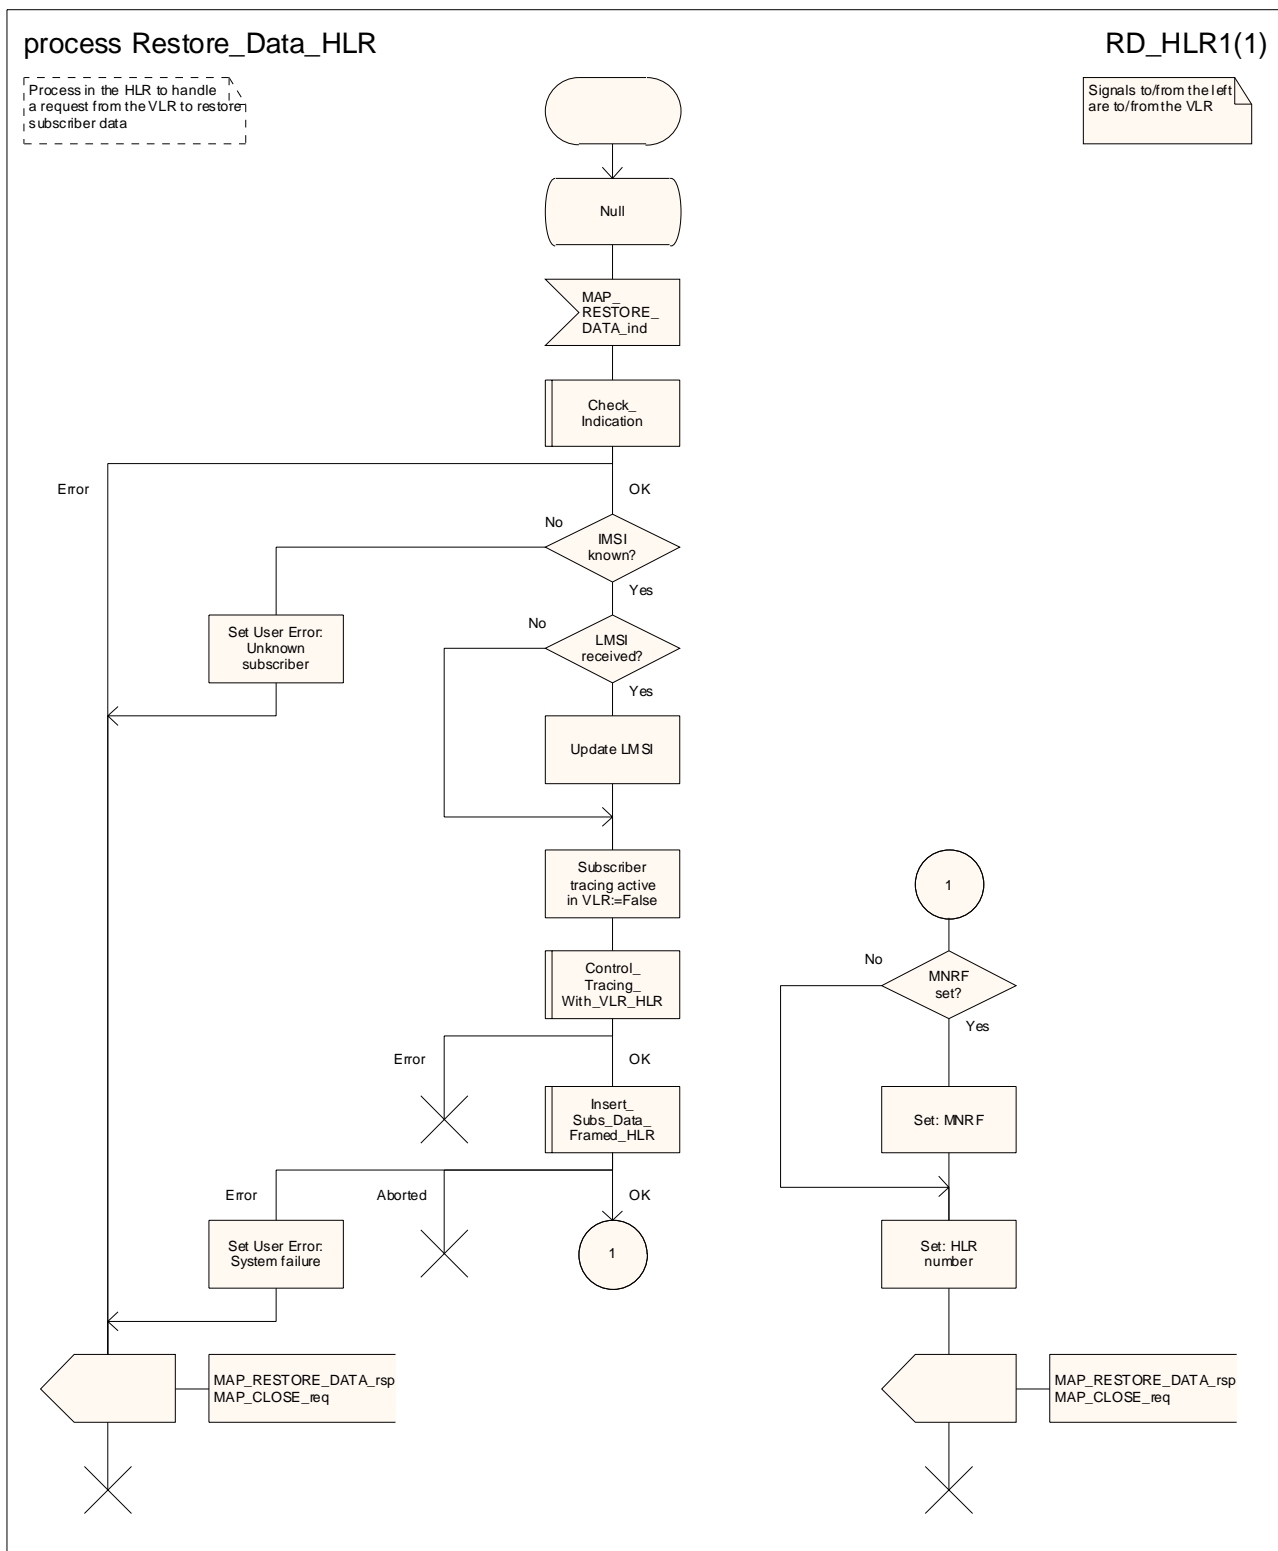 process Restore_Data_HLR
RD_HLR1(1)
Process in the HLR to handle
a request from the VLR to restore
subscriber data
Signals to/from the left
are to/from the VLR
Null
MAP_
RESTORE_
DATA_ind
Check_
Indication
Error
OK
No
IMSI
known?
Yes
Set User Error:
Unknown
subscriber
No
LMSI
received?
Yes
Update LMSI
Subscriber
tracing active
in VLR:=False
1
Control_
Tracing_
With_VLR_HLR
No
MNRF
set?
Yes
Error
OK
Insert_
Subs_Data_
Framed_HLR
Set: MNRF
Error
Aborted
OK
Set User Error:
System failure
1
Set: HLR
number
MAP_RESTORE_DATA_rsp
MAP_CLOSE_req
MAP_RESTORE_DATA_rsp
MAP_CLOSE_req